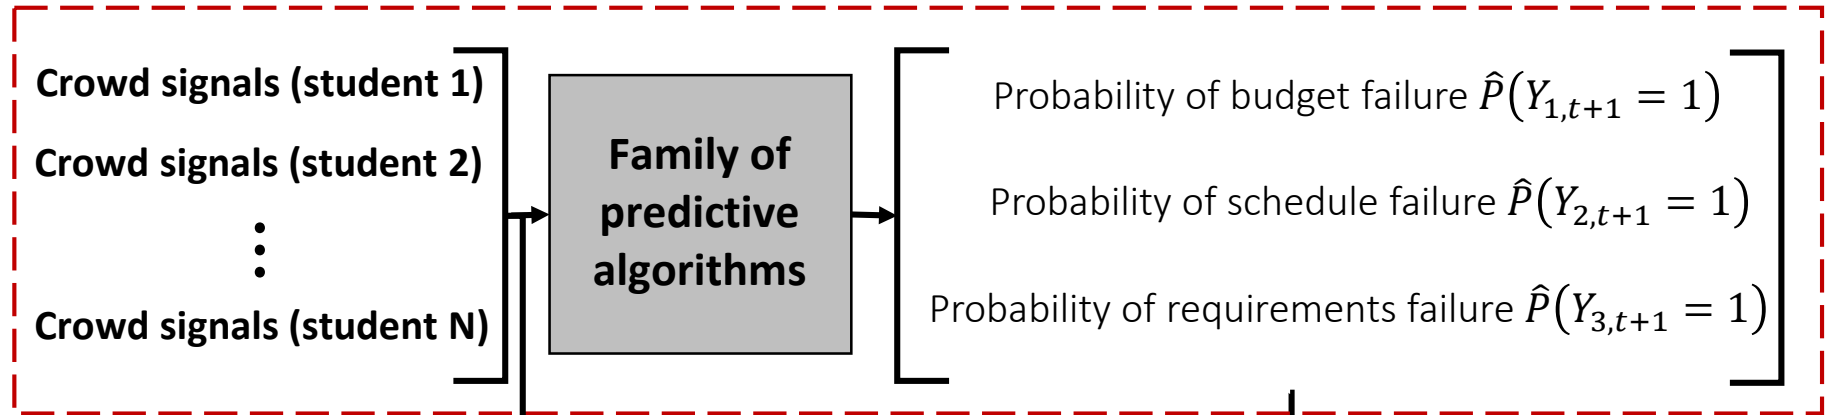 Crowd signals (student 1)
Crowd signals (student 2)
⋮
Crowd signals (student N)
Family of
predictive
algorithms
Probability of budget failure P̂(Y₁,ₜ₊₁ = 1)
Probability of schedule failure P̂(Y₂,ₜ₊₁ = 1)
Probability of requirements failure P̂(Y₃,ₜ₊₁ = 1)